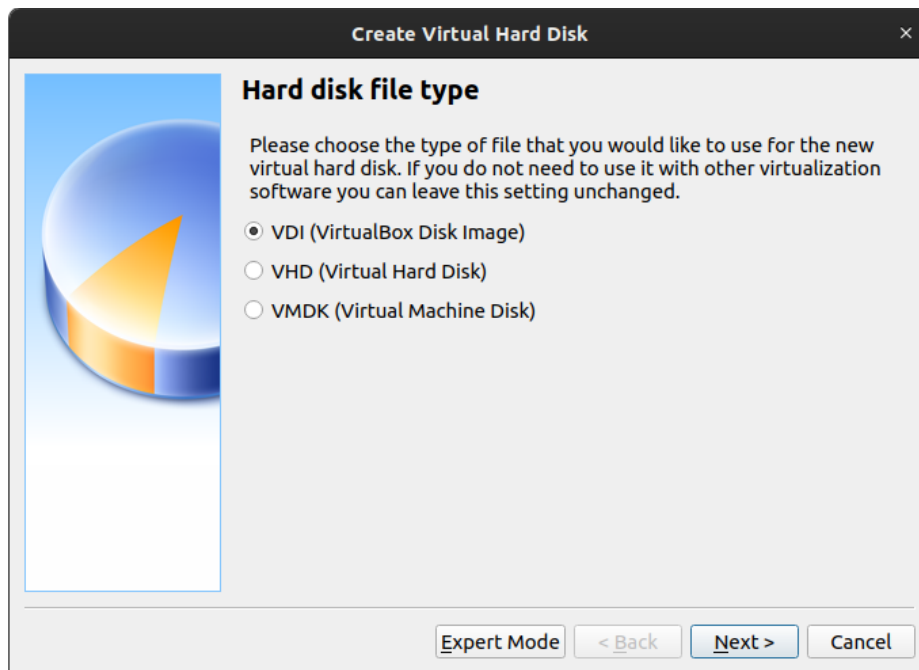 Create Virtual Hard Disk ×
Hard disk file type
Please choose the type of file that you would like to use for the new
virtual hard disk. If you do not need to use it with other virtualization
software you can leave this setting unchanged.
VDI (VirtualBox Disk Image)
VHD (Virtual Hard Disk)
VMDK (Virtual Machine Disk)
Expert Mode < Back Next > Cancel